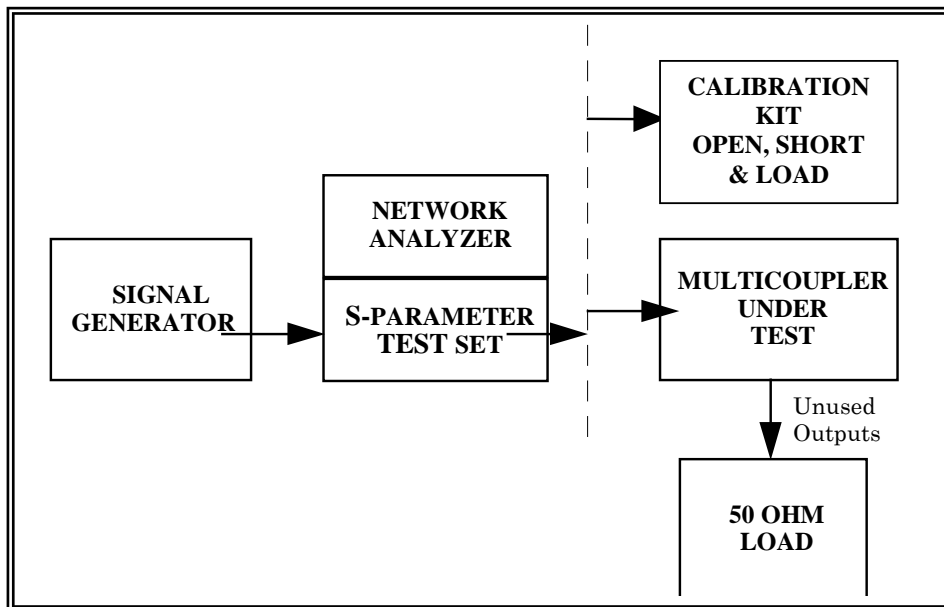 CALIBRATION
KIT
OPEN, SHORT
& LOAD
NETWORK
ANALYZER
SIGNAL
GENERATOR
S-PARAMETER
TEST SET
MULTICOUPLER
UNDER
TEST
Unused
Outputs
50 OHM
LOAD